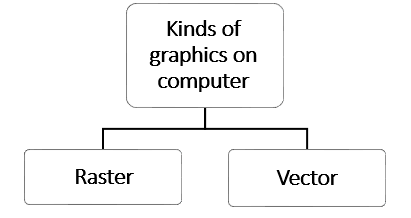 Kinds of
graphics on
computer
Raster
Vector